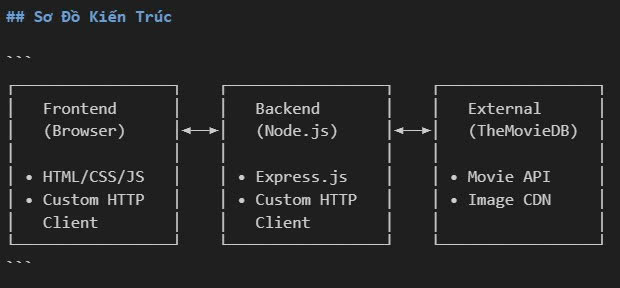 ## Sơ Đồ Kiến Trúc
```
Frontend Backend External
(Browser) (Node.js) (TheMovieDB)
• HTML/CSS/JS • Express.js • Movie API
• Custom HTTP • Custom HTTP • Image CDN
Client Client
```